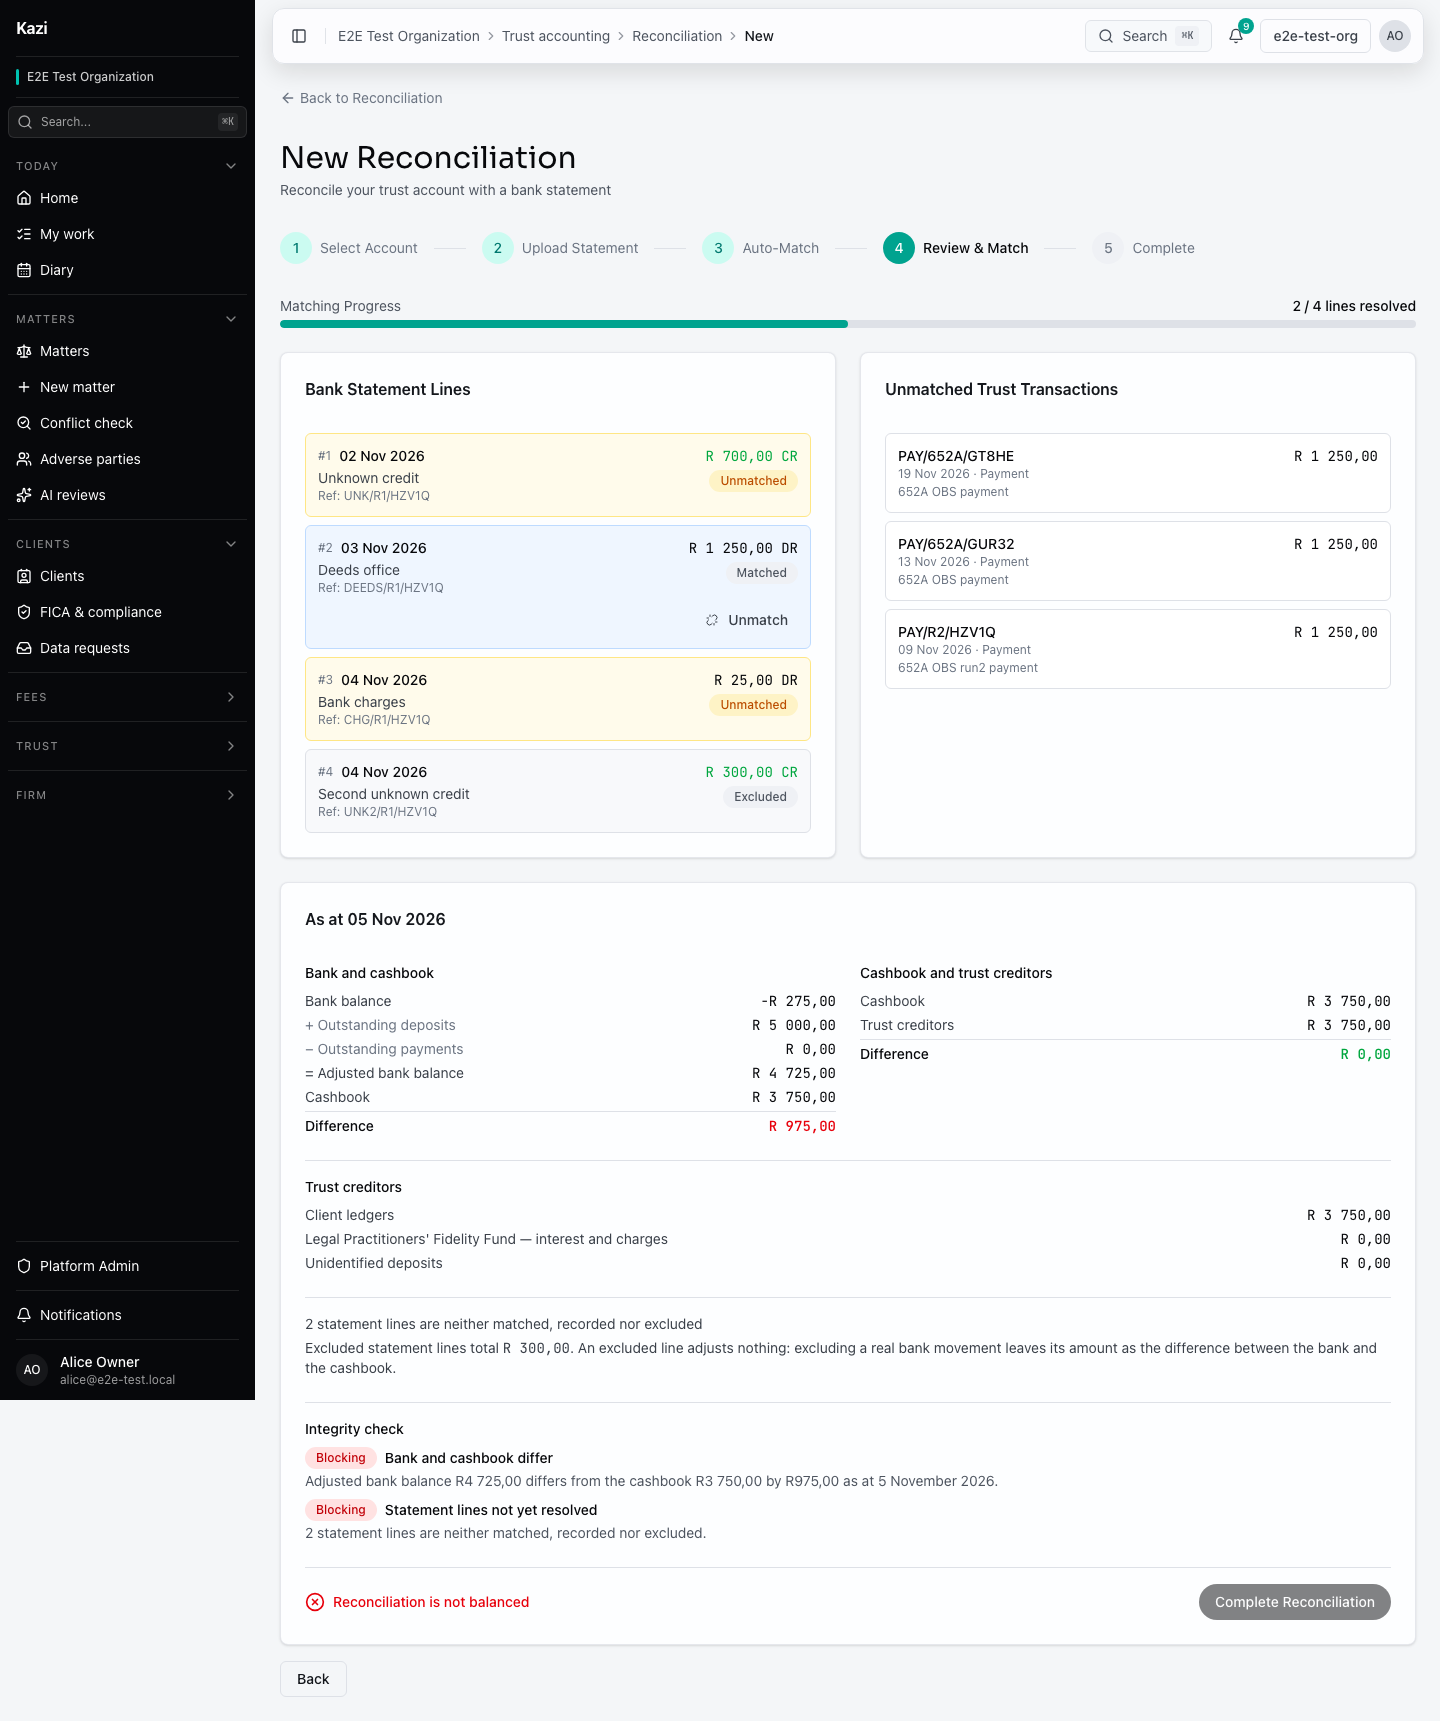 Kazi
E2E Test Organization
Search...
⌘K
TODAY
Home
My work
Diary
MATTERS
Matters
New matter
Conflict check
Adverse parties
AI reviews
CLIENTS
Clients
FICA & compliance
Data requests
FEES
TRUST
FIRM
Platform Admin
Notifications
AO
Alice Owner
alice@e2e-test.local
E2E Test Organization > Trust accounting > Reconciliation > New
Search ⌘K
9
e2e-test-org
AO
← Back to Reconciliation
New Reconciliation
Reconcile your trust account with a bank statement
1 Select Account
2 Upload Statement
3 Auto-Match
4 Review & Match
5 Complete
Matching Progress
2 / 4 lines resolved
Bank Statement Lines
#1 02 Nov 2026 R 700,00 CR
Unknown credit Unmatched
Ref: UNK/R1/HZV1Q
#2 03 Nov 2026 R 1 250,00 DR
Deeds office Matched
Ref: DEEDS/R1/HZV1Q
Unmatch
#3 04 Nov 2026 R 25,00 DR
Bank charges Unmatched
Ref: CHG/R1/HZV1Q
#4 04 Nov 2026 R 300,00 CR
Second unknown credit Excluded
Ref: UNK2/R1/HZV1Q
Unmatched Trust Transactions
PAY/652A/GT8HE R 1 250,00
19 Nov 2026 · Payment
652A OBS payment
PAY/652A/GUR32 R 1 250,00
13 Nov 2026 · Payment
652A OBS payment
PAY/R2/HZV1Q R 1 250,00
09 Nov 2026 · Payment
652A OBS run2 payment
As at 05 Nov 2026
Bank and cashbook
Bank balance -R 275,00
+ Outstanding deposits R 5 000,00
− Outstanding payments R 0,00
= Adjusted bank balance R 4 725,00
Cashbook R 3 750,00
Difference R 975,00
Cashbook and trust creditors
Cashbook R 3 750,00
Trust creditors R 3 750,00
Difference R 0,00
Trust creditors
Client ledgers R 3 750,00
Legal Practitioners' Fidelity Fund — interest and charges R 0,00
Unidentified deposits R 0,00
2 statement lines are neither matched, recorded nor excluded
Excluded statement lines total R 300,00. An excluded line adjusts nothing: excluding a real bank movement leaves its amount as the difference between the bank and
the cashbook.
Integrity check
Blocking Bank and cashbook differ
Adjusted bank balance R4 725,00 differs from the cashbook R3 750,00 by R975,00 as at 5 November 2026.
Blocking Statement lines not yet resolved
2 statement lines are neither matched, recorded nor excluded.
Reconciliation is not balanced
Complete Reconciliation
Back